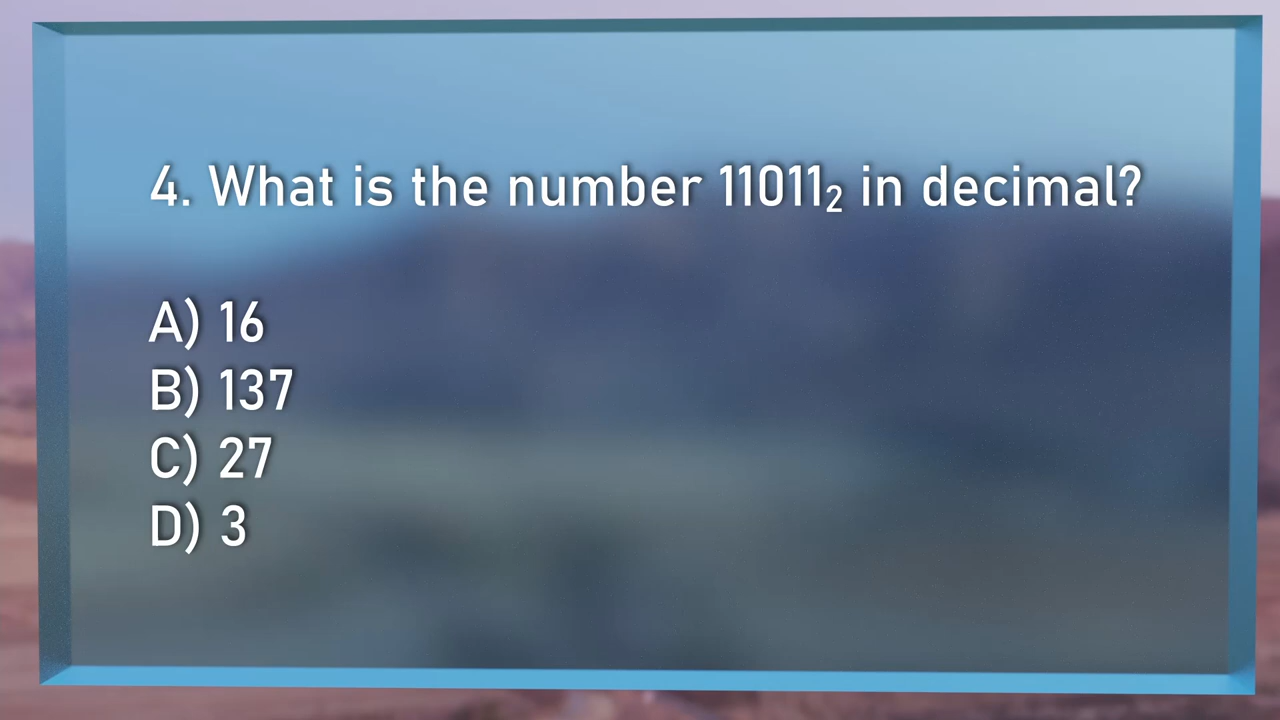 4. What is the number 11011₂ in decimal?
A) 16
B) 137
C) 27
D) 3